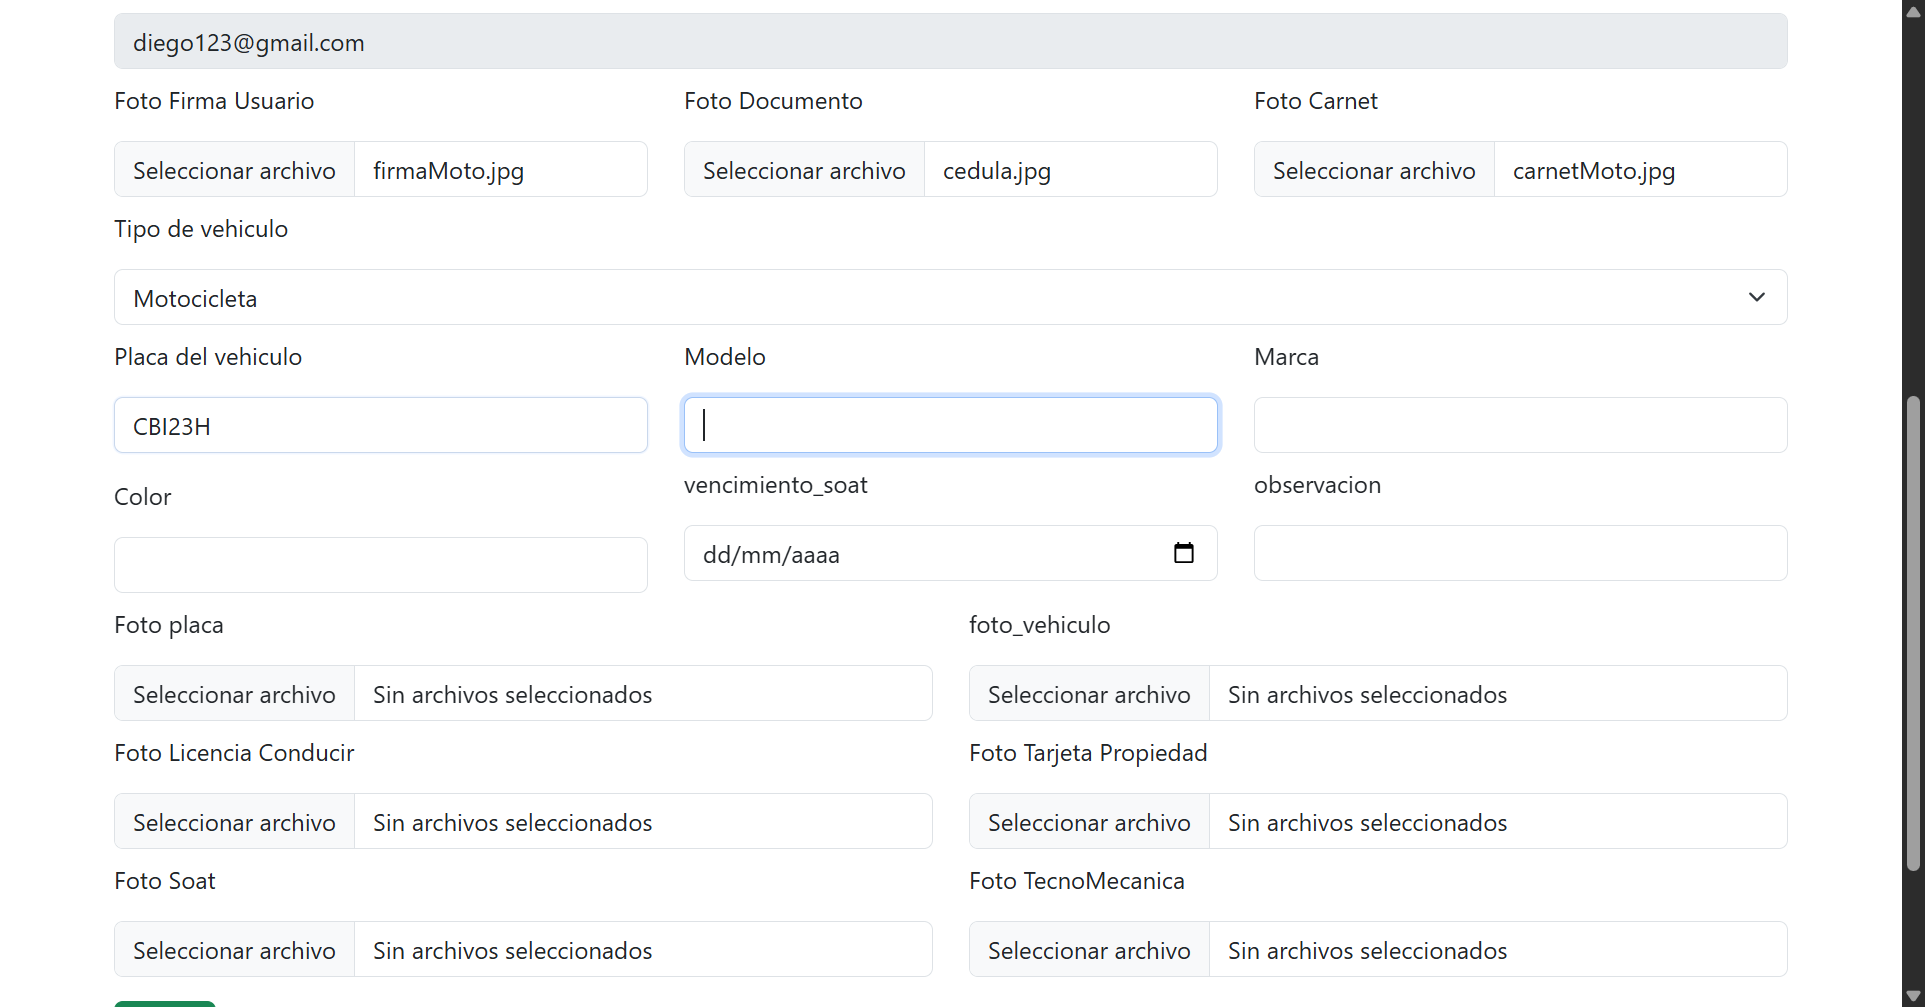 diego123@gmail.com
Foto Firma Usuario
Foto Documento
Foto Carnet
Seleccionar archivo firmaMoto.jpg
Seleccionar archivo cedula.jpg
Seleccionar archivo carnetMoto.jpg
Tipo de vehiculo
Motocicleta
Placa del vehiculo
Modelo
Marca
CBI23H
Color
vencimiento_soat
observacion
dd/mm/aaaa
Foto placa
foto_vehiculo
Seleccionar archivo Sin archivos seleccionados
Seleccionar archivo Sin archivos seleccionados
Foto Licencia Conducir
Foto Tarjeta Propiedad
Seleccionar archivo Sin archivos seleccionados
Seleccionar archivo Sin archivos seleccionados
Foto Soat
Foto TecnoMecanica
Seleccionar archivo Sin archivos seleccionados
Seleccionar archivo Sin archivos seleccionados